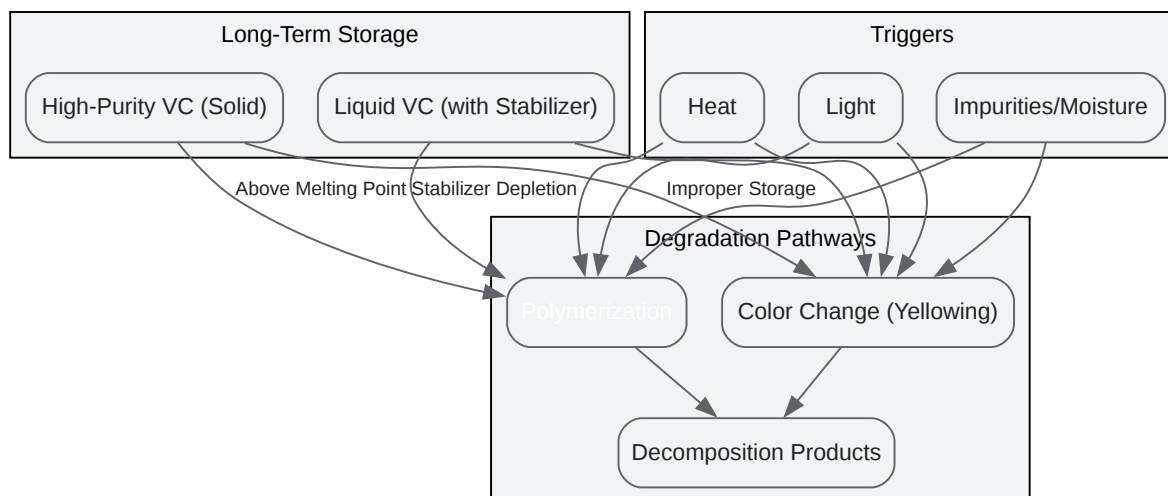 Long-Term Storage
Triggers
High-Purity VC (Solid)
Liquid VC (with Stabilizer)
Heat
Light
Impurities/Moisture
Above Melting Point
Stabilizer Depletion
Improper Storage
Degradation Pathways
Polymerization
Color Change (Yellowing)
Decomposition Products